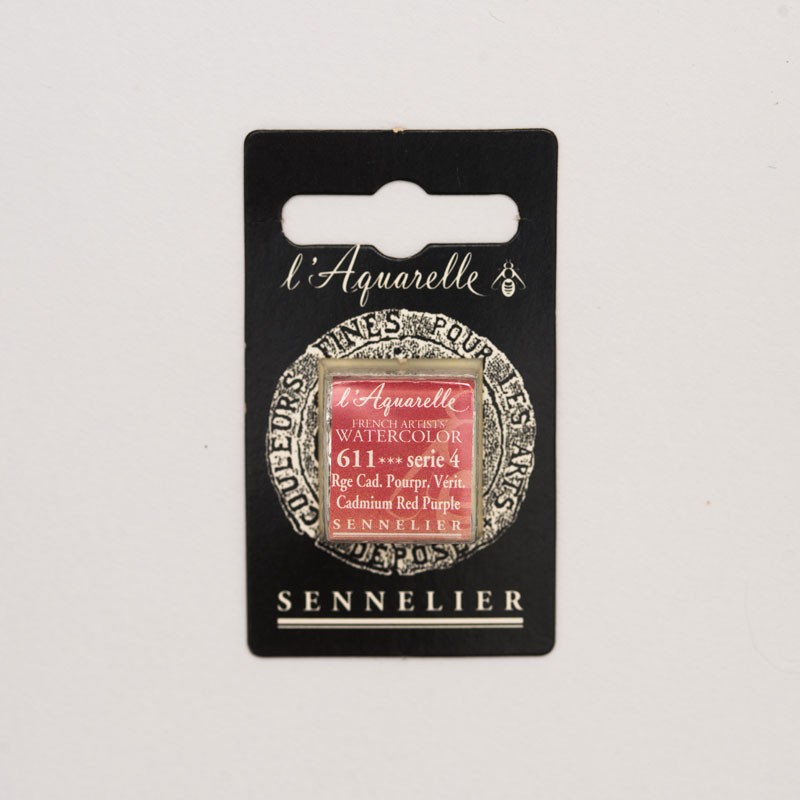 l'Aquarelle
COULEURS FINES POUR LES ARTS
DEPOSE
l'Aquarelle
FRENCH ARTISTS'
WATERCOLOR
611*** serie 4
Rge Cad. Pourpr. Vérit.
Cadmium Red Purple
SENNELIER
SENNELIER